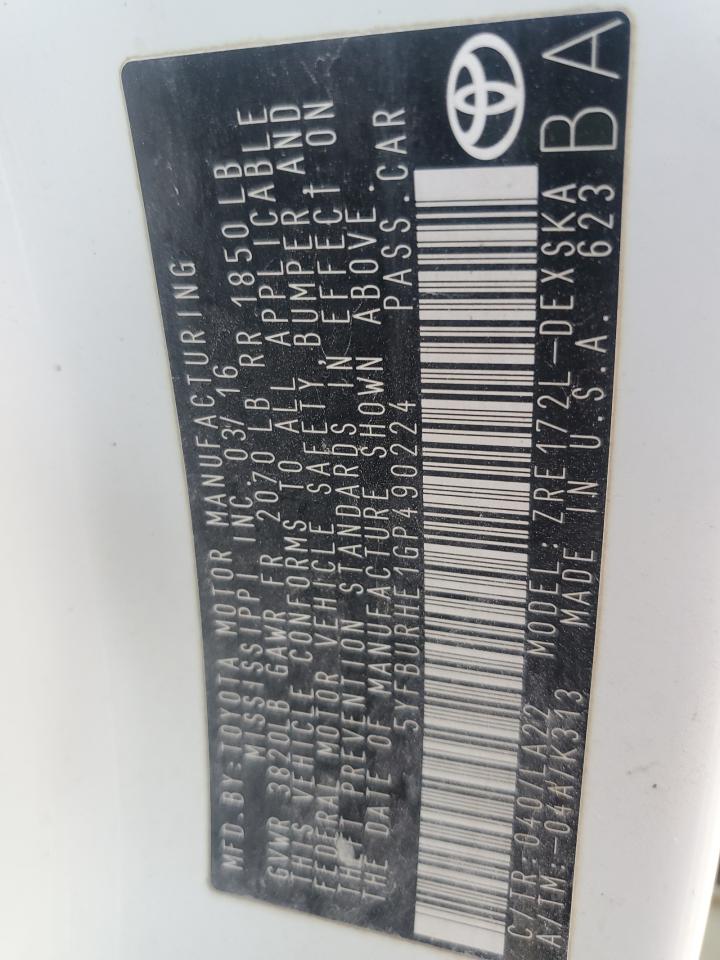 MFD.BY:TOYOTA MOTOR MANUFACTURING
MISSISSIPPI INC. 03/16
GVWR 3820LB GAWR FR 2070LB RR 1850LB
THIS VEHICLE CONFORMS TO ALL APPLICABLE
FEDERAL MOTOR VEHICLE SAFETY, BUMPER AND
THEFT PREVENTION STANDARDS IN EFFECT ON
THE DATE OF MANUFACTURE SHOWN ABOVE.
5YFBURHE1GP490224 PASS.CAR
C/TR:040/LA22 MODEL:ZRE172L-DEXSKA
A/TM:-04A/K313 MADE IN U.S.A. 623
BA